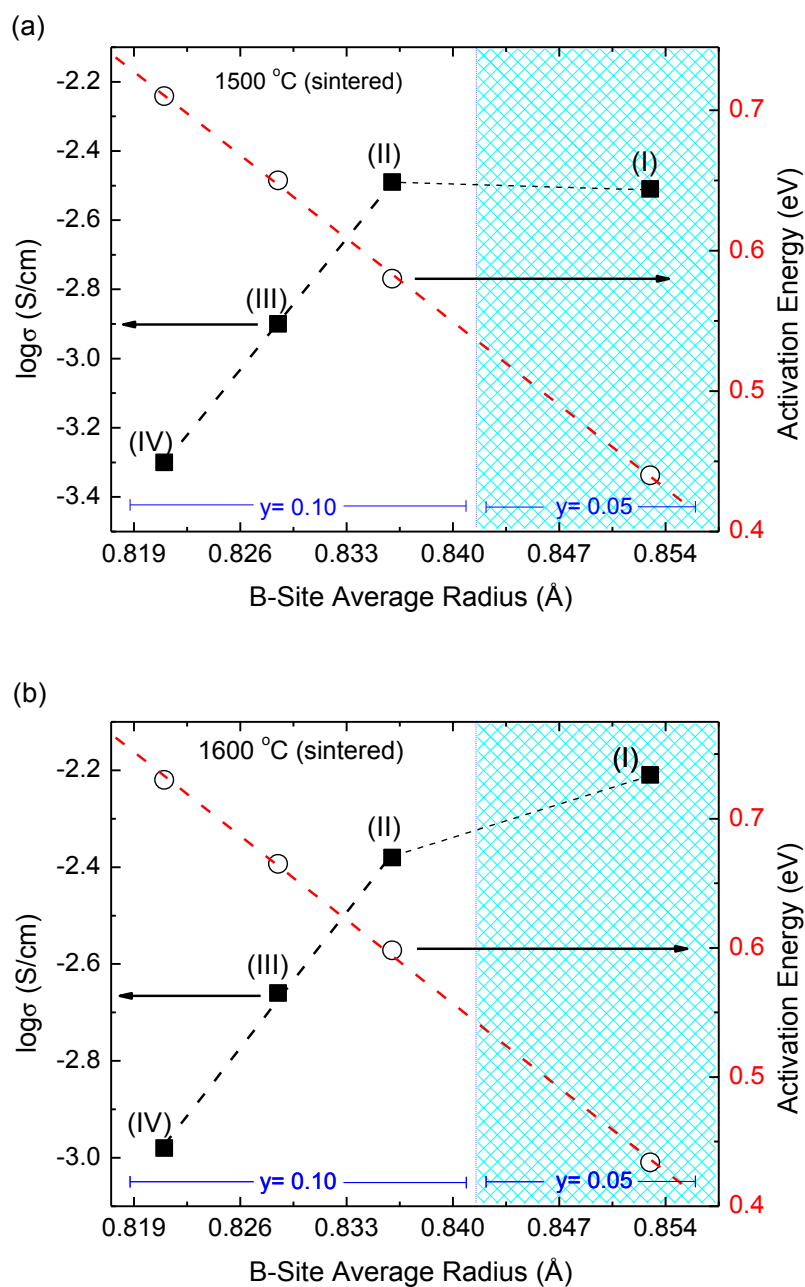 (a)
1500 °C (sintered)
-2.2
-2.4
-2.6
-2.8
-3.0
-3.2
-3.4
logσ (S/cm)
(II)
(I)
(III)
(IV)
y= 0.10
y= 0.05
0.7
0.6
0.5
0.4
Activation Energy (eV)
0.819
0.826
0.833
0.840
0.847
0.854
B-Site Average Radius (Å)
(b)
1600 °C (sintered)
-2.2
-2.4
-2.6
-2.8
-3.0
logσ (S/cm)
(I)
(II)
(III)
(IV)
y= 0.10
y= 0.05
0.7
0.6
0.5
0.4
Activation Energy (eV)
0.819
0.826
0.833
0.840
0.847
0.854
B-Site Average Radius (Å)